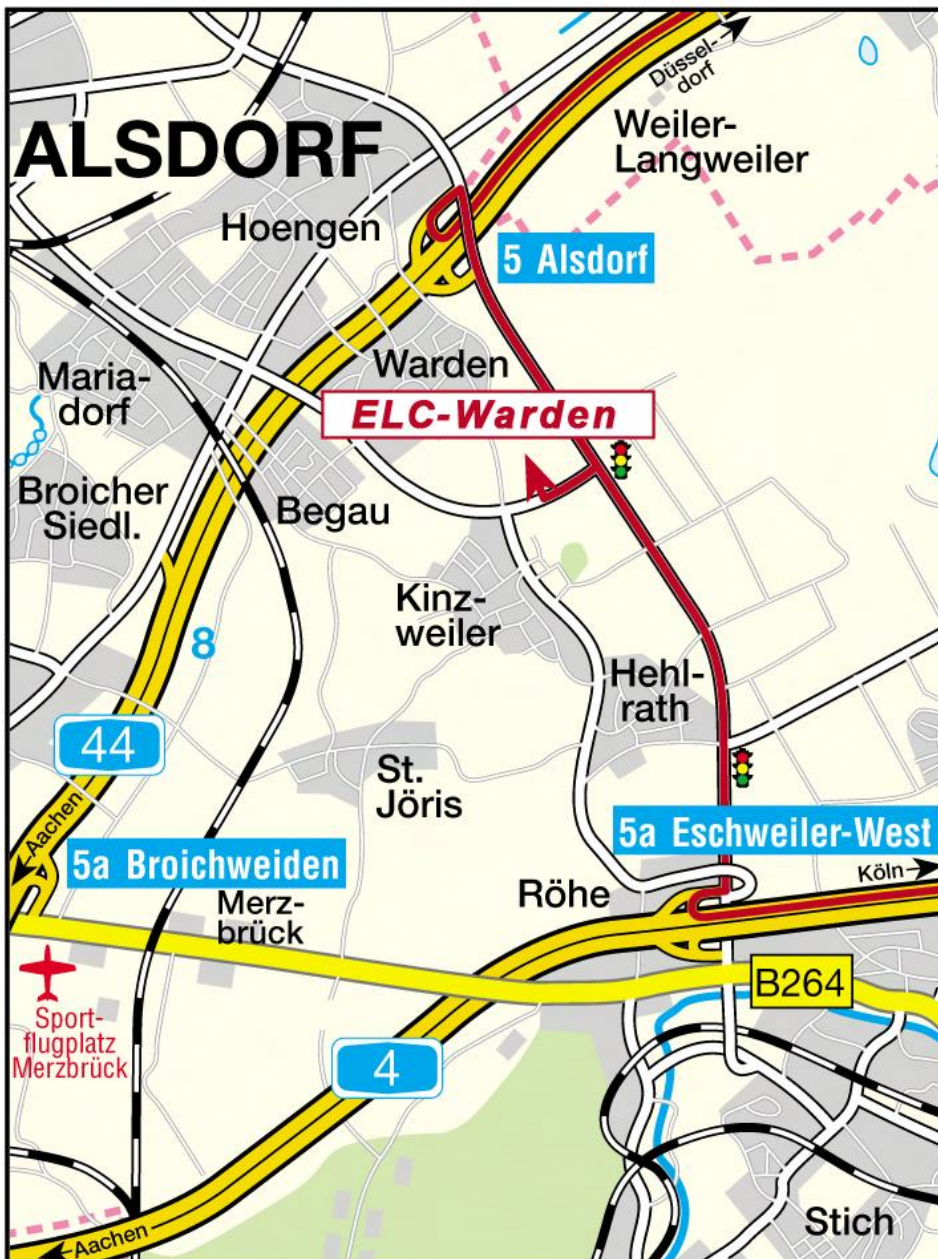 Düssel-
dorf
Weiler-
Langweiler
ALSDORF
Hoengen
5 Alsdorf
Warden
Maria-
dorf
ELC-Warden
Broicher
Siedl.
Begau
Kinz-
weiler
8
Hehl-
rath
44
St.
Jöris
Aachen
5a Broichweiden
5a Eschweiler-West
Köln
Röhe
Merz-
brück
B264
Sport-
flugplatz
Merzbrück
4
Stich
Aachen